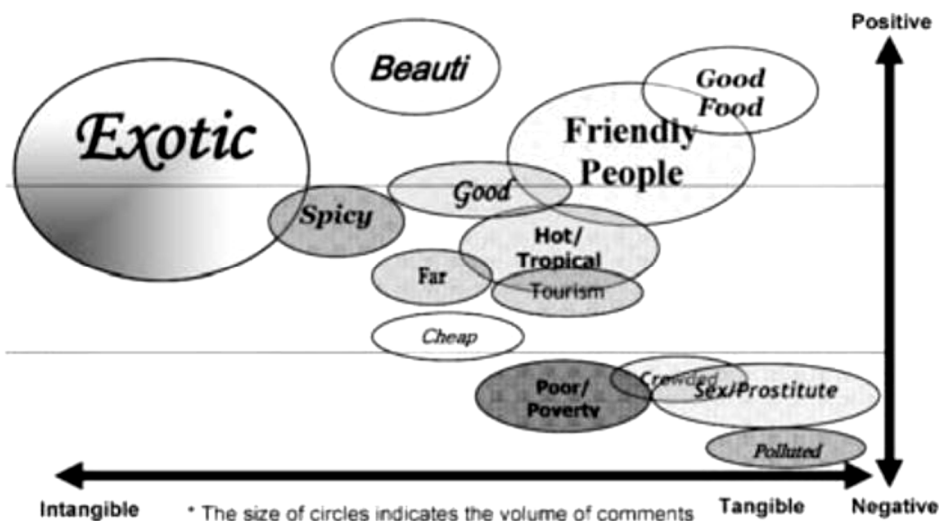 Positive
Beauti
Good
Food
Exotic
Friendly
People
Good
Spicy
Hot/
Tropical
Far
Tourism
Cheap
Crowded
Poor/
Poverty
Sex/Prostitute
Polluted
Intangible
* The size of circles indicates the volume of comments
Tangible
Negative